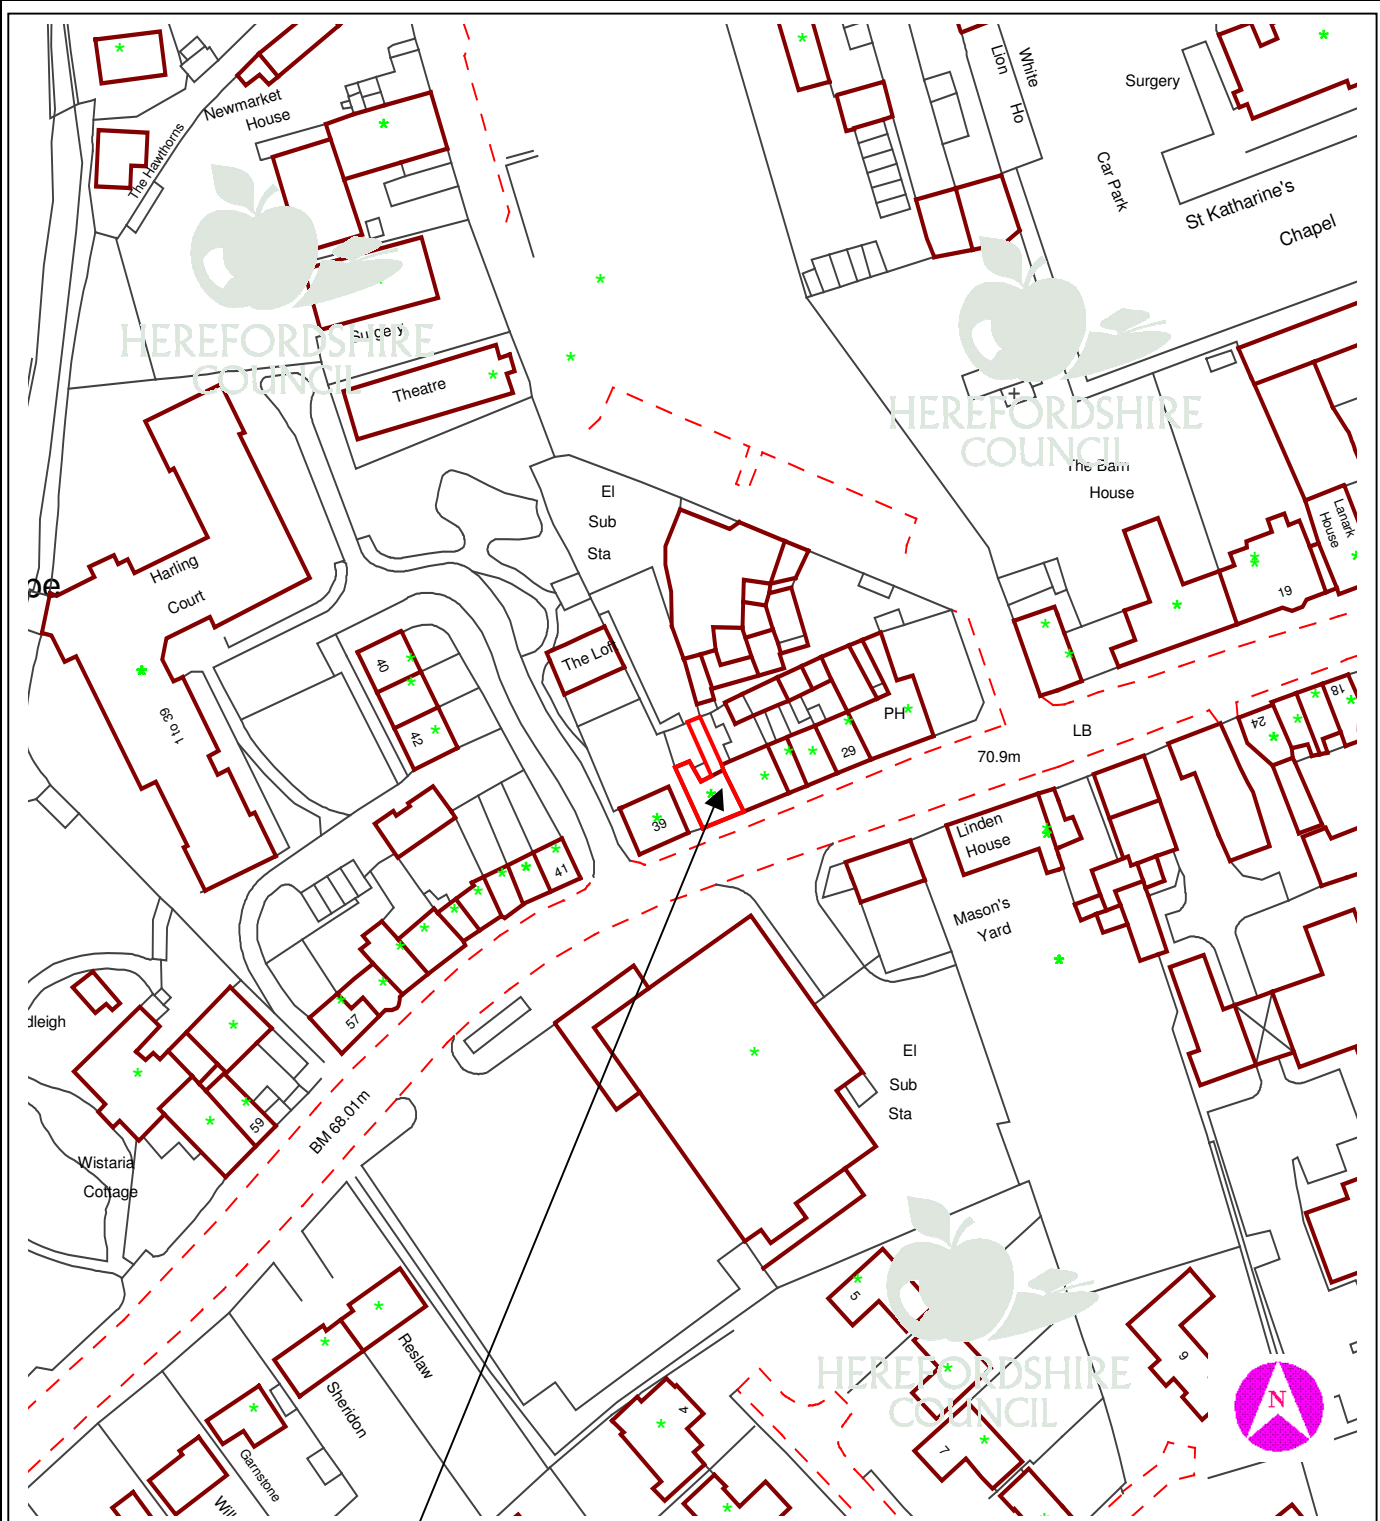 Newmarket
House
The Hawthorns
White
Lion
Ho
Surgery
Car Park
St Katharine's
Chapel
HEREFORDSHIRE
COUNCIL
Surgery
Theatre
HEREFORDSHIRE
COUNCIL
The Barn
House
El
Sub
Sta
Lanark
House
Harling
Court
19
The Loft
40
42
1 to 39
PH
29
LB
70.9m
18
24
39
Linden
House
41
Mason's
Yard
57
dleigh
El
Sub
Sta
59
BM 68.01m
Wistaria
Cottage
5
HEREFORDSHIRE
COUNCIL
Reslaw
Sheridon
Garnstone
4
7
9
N